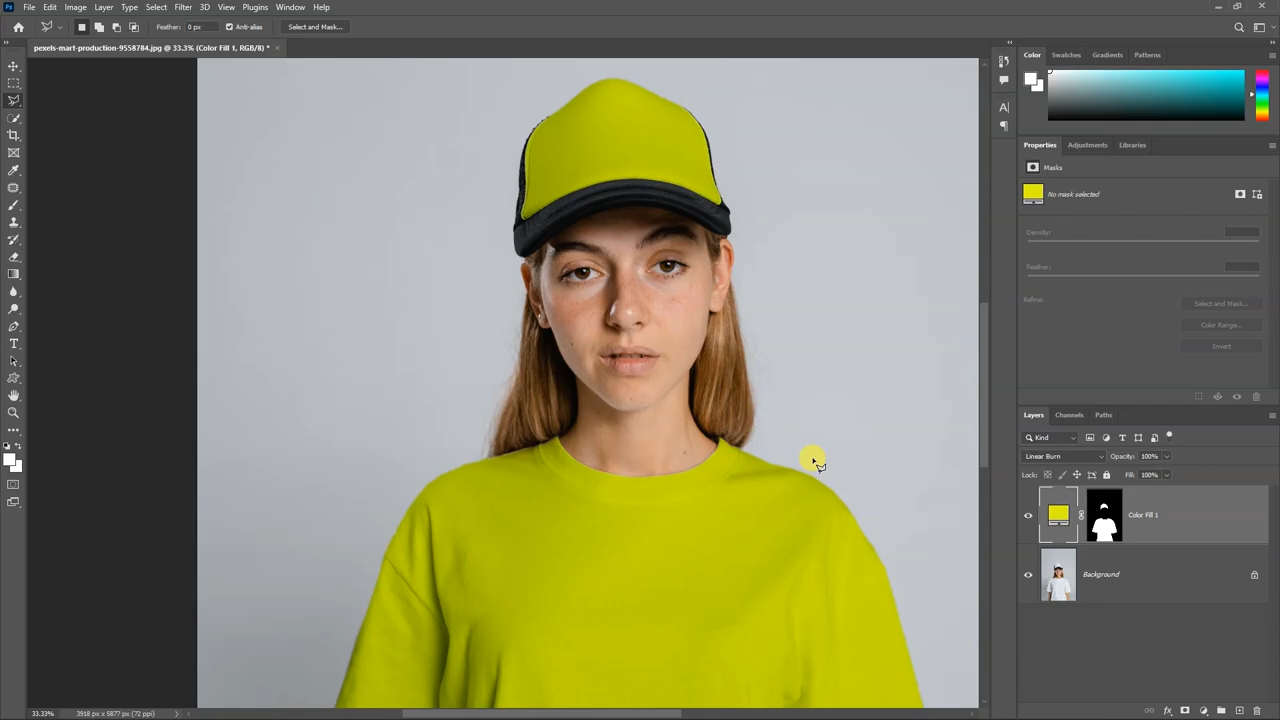 Ps File Edit Image Layer Type Select Filter 3D View Plugins Window Help
Feather: 0 px Anti-alias Select and Mask...
pexels-mart-production-9558784.jpg @ 33.3% (Color Fill 1, RGB/8) *
Color Swatches Gradients Patterns
Properties Adjustments Libraries
Masks
No mask selected
Density:
Feather:
Refine:
Select and Mask...
Color Range...
Invert
Layers Channels Paths
Kind
Linear Burn Opacity: 100%
Lock: Fill: 100%
Color Fill 1
Background
33.33% 3918 px x 5877 px (72 ppi)